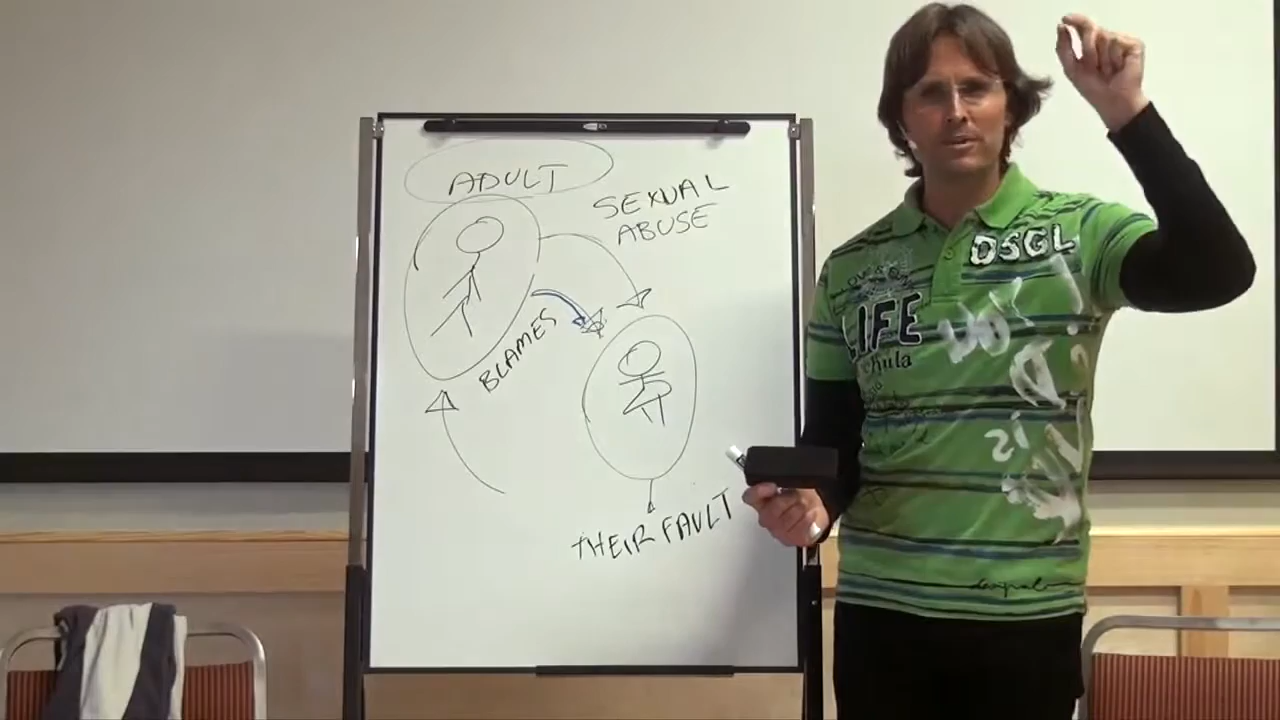 ADULT
SEXUAL
ABUSE
BLAMES
THEIR FAULT
DSGL
LIFE